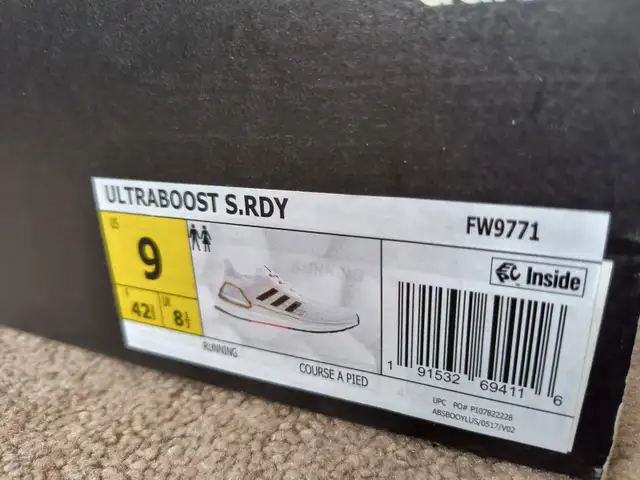 ULTRABOOST S.RDY
FW9771
US
9
F
42⅔
UK
8½
RUNNING
COURSE A PIED
Inside
1 91532 69411 6
UPC PO# P107822228
ABSBODYLUS/0517/V02